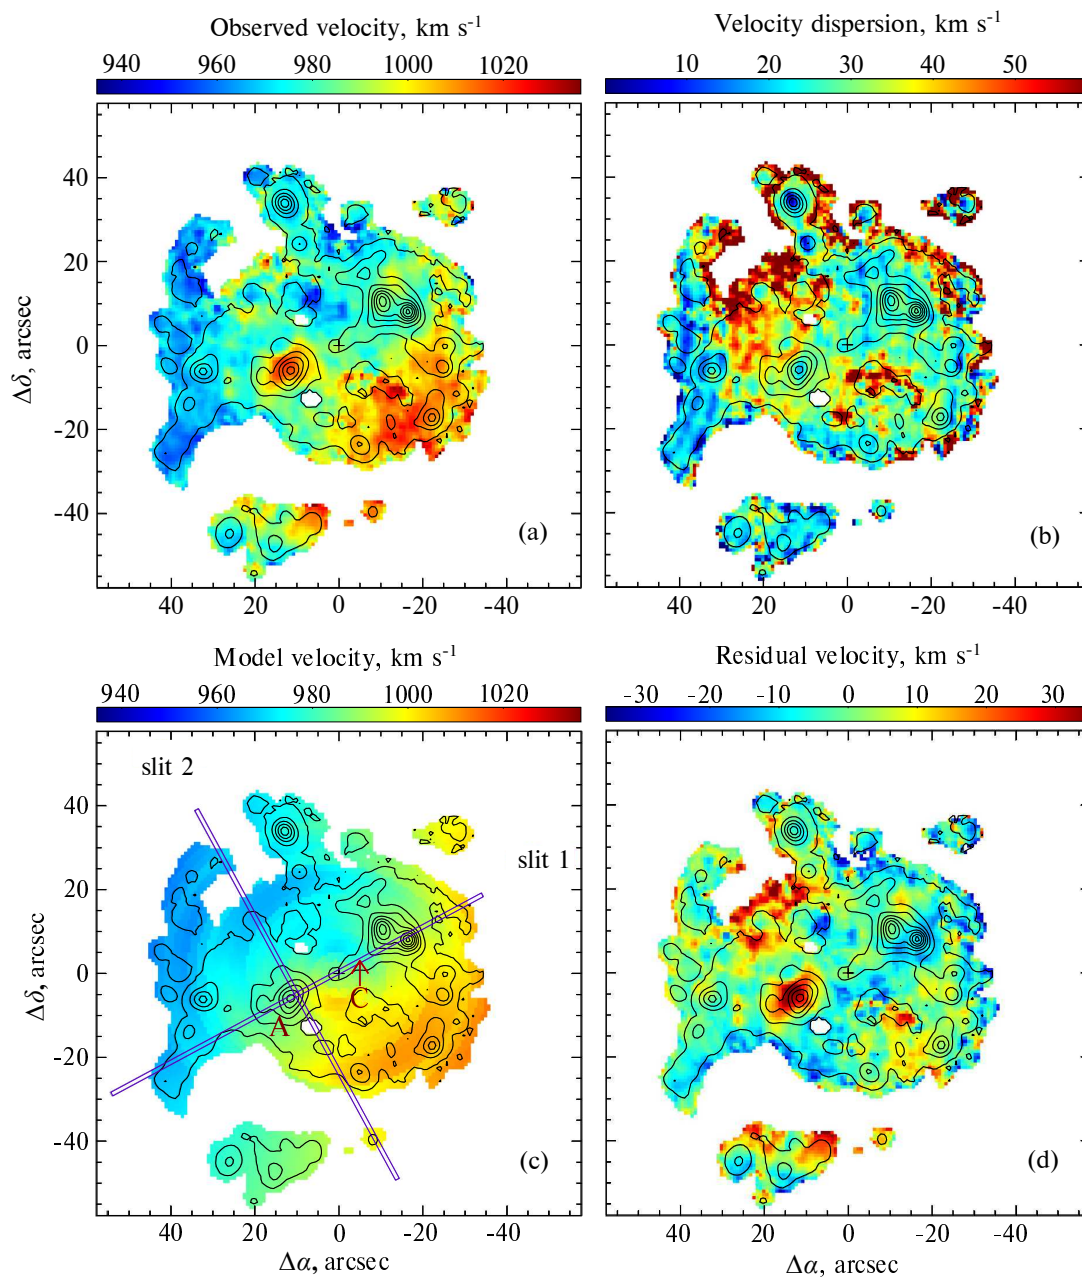 Observed velocity, km s-1
Velocity dispersion, km s-1
940 960 980 1000 1020
10 20 30 40 50
40
20
0
-20
-40
Δδ, arcsec
(a)
(b)
40 20 0 -20 -40
40 20 0 -20 -40
Model velocity, km s-1
Residual velocity, km s-1
940 960 980 1000 1020
-30 -20 -10 0 10 20 30
slit 2
slit 1
40
20
0
-20
-40
Δδ, arcsec
C
A
(c)
(d)
40 20 0 -20 -40
40 20 0 -20 -40
Δα, arcsec
Δα, arcsec